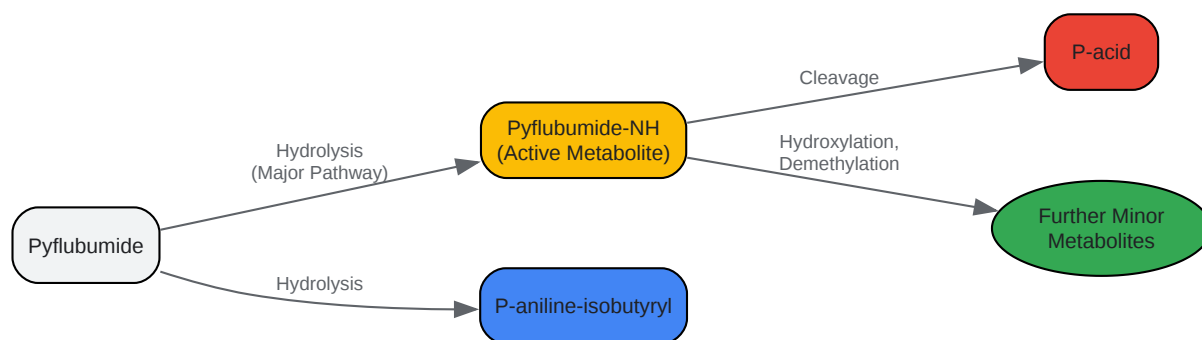 Pyflubumide
Hydrolysis
(Major Pathway)
Hydrolysis
Pyflubumide-NH
(Active Metabolite)
P-aniline-isobutyryl
Cleavage
Hydroxylation,
Demethylation
P-acid
Further Minor
Metabolites